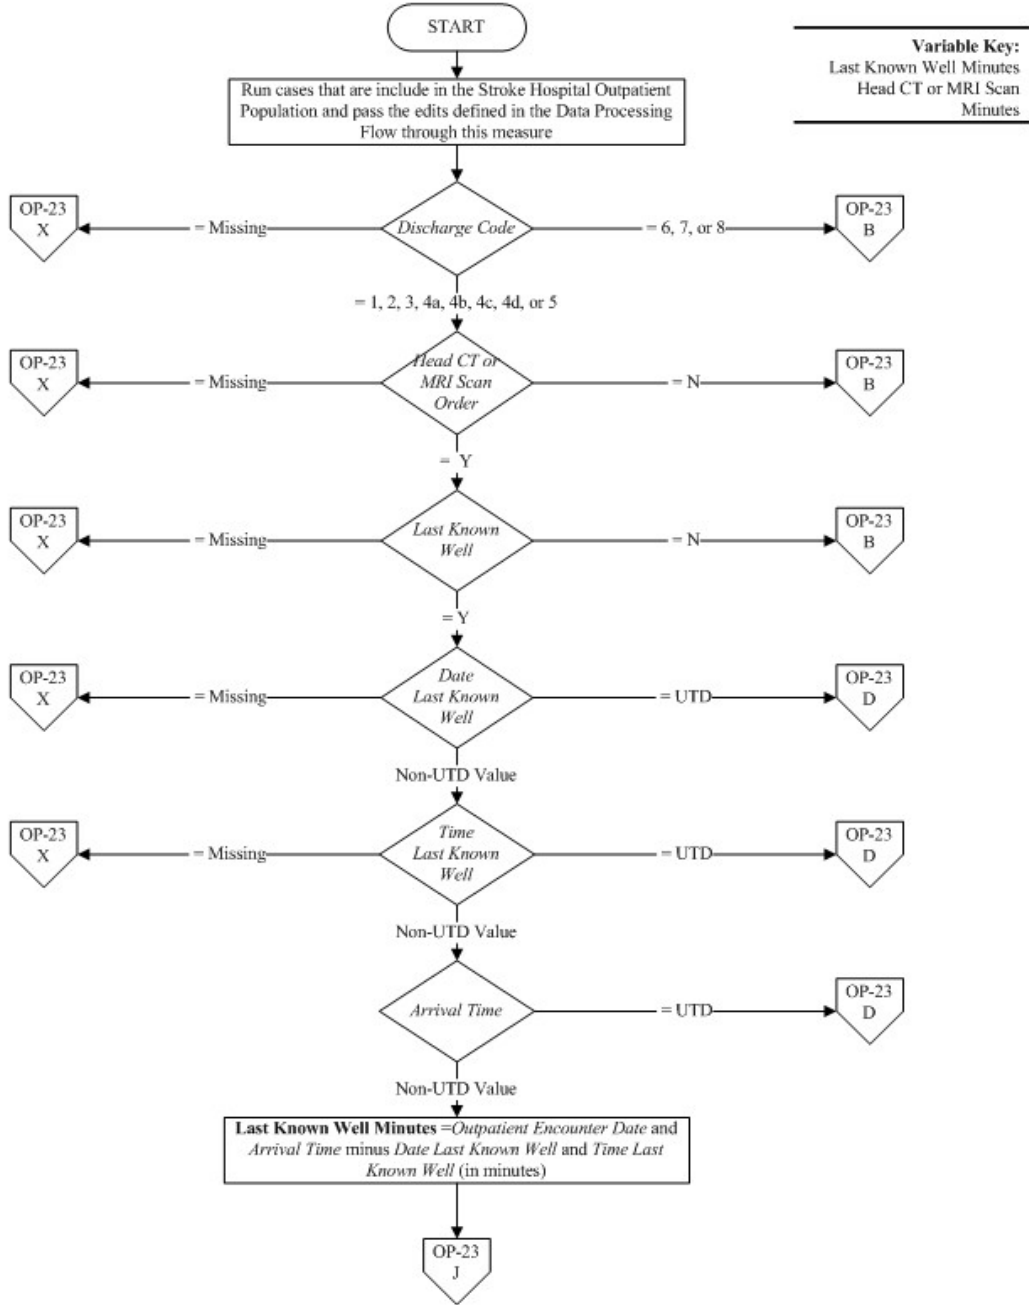 START
Variable Key:
Last Known Well Minutes
Head CT or MRI Scan
Minutes
Run cases that are include in the Stroke Hospital Outpatient
Population and pass the edits defined in the Data Processing
Flow through this measure
OP-23
X
= Missing
Discharge Code
= 6, 7, or 8
OP-23
B
= 1, 2, 3, 4a, 4b, 4c, 4d, or 5
OP-23
X
= Missing
Head CT or
MRI Scan
Order
= N
OP-23
B
= Y
OP-23
X
= Missing
Last Known
Well
= N
OP-23
B
= Y
OP-23
X
= Missing
Date
Last Known
Well
= UTD
OP-23
D
Non-UTD Value
OP-23
X
= Missing
Time
Last Known
Well
= UTD
OP-23
D
Non-UTD Value
Arrival Time
= UTD
OP-23
D
Non-UTD Value
Last Known Well Minutes =Outpatient Encounter Date and
Arrival Time minus Date Last Known Well and Time Last
Known Well (in minutes)
OP-23
J